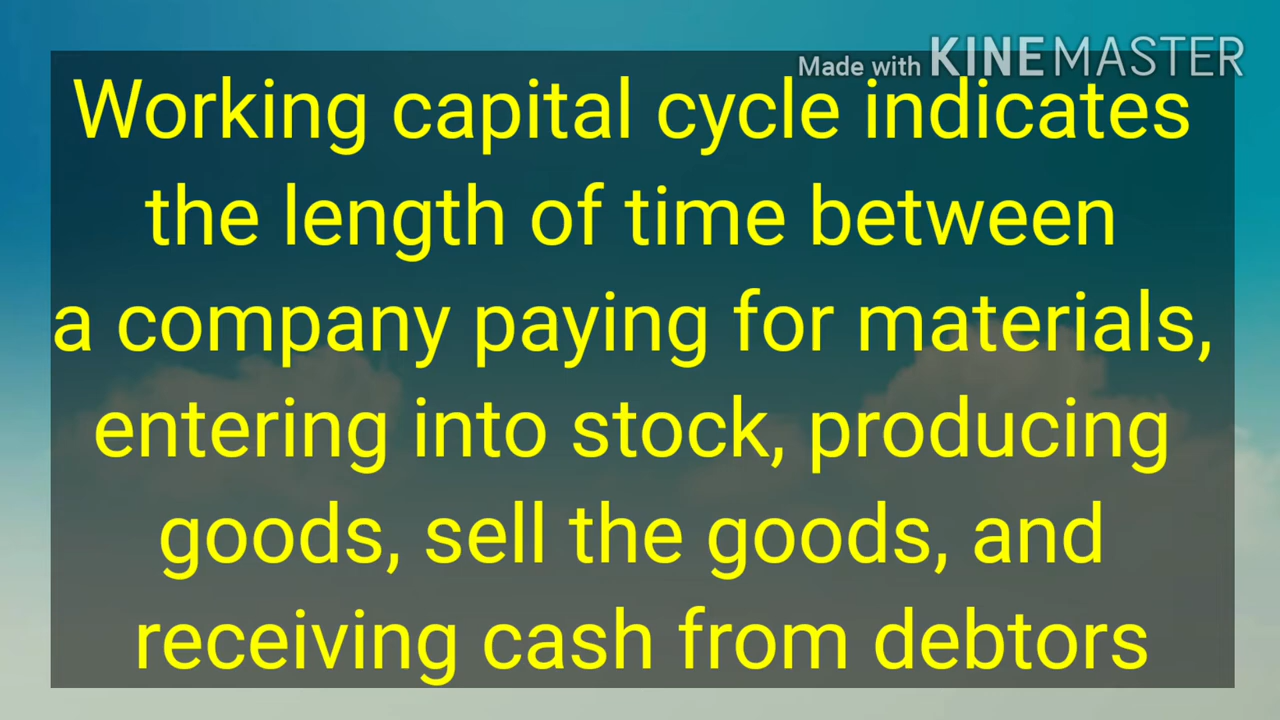 Made with KINEMASTER
Working capital cycle indicates
the length of time between
a company paying for materials,
entering into stock, producing
goods, sell the goods, and
receiving cash from debtors